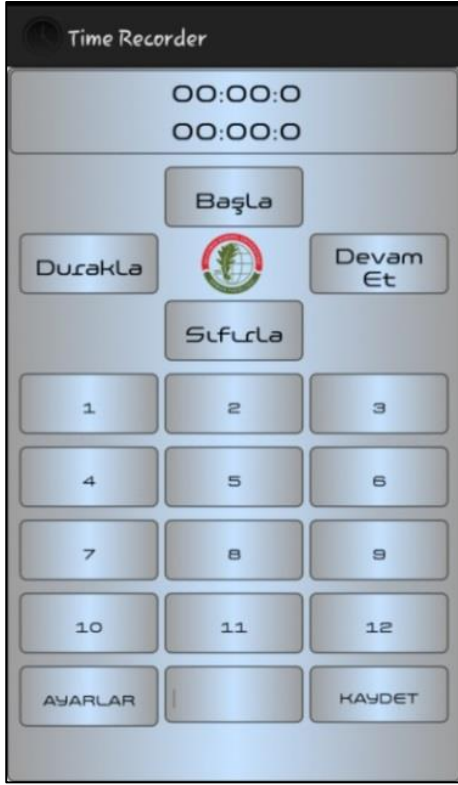 Time Recorder
00:00:0
00:00:0
Başla
Durakla
Devam
Et
Sıfırla
1 2 3
4 5 6
7 8 9
10 11 12
AYARLAR KAYDET